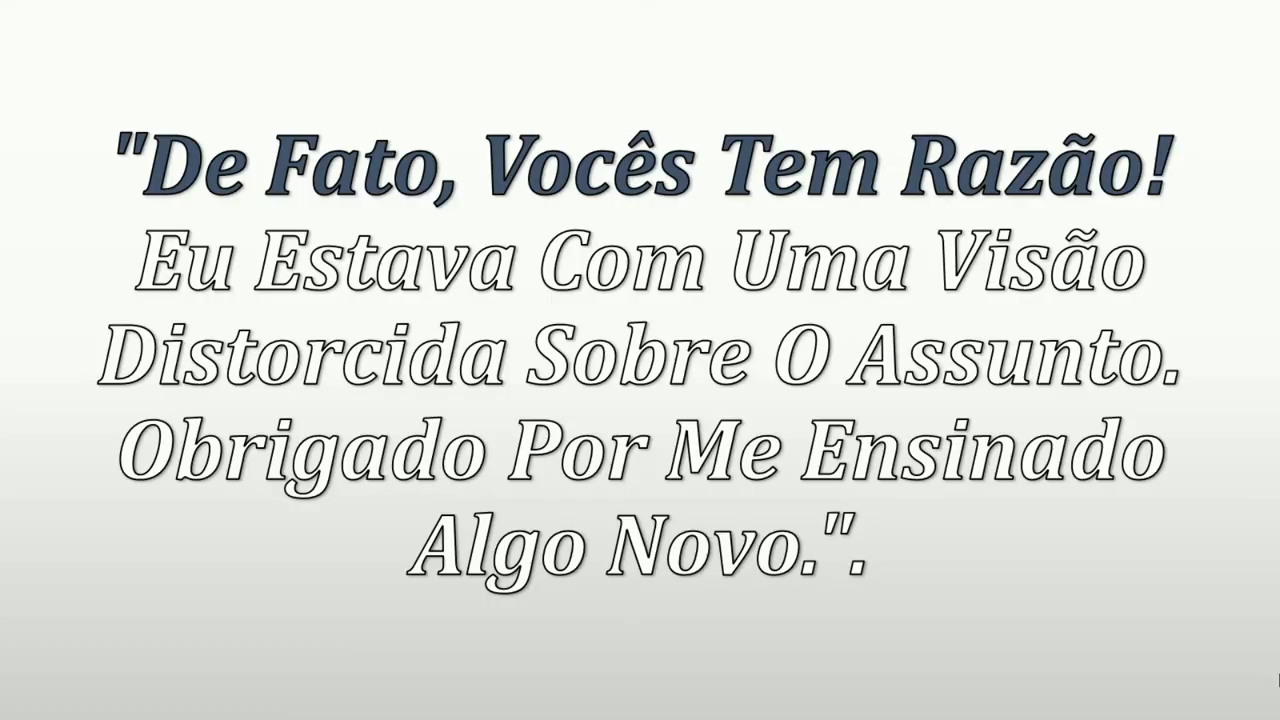 "De Fato, Vocês Tem Razão!
Eu Estava Com Uma Visão
Distorcida Sobre O Assunto.
Obrigado Por Me Ensinado
Algo Novo.".